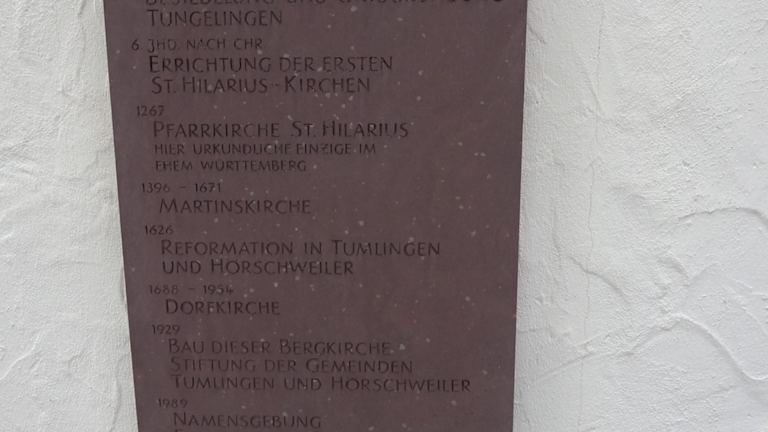 BESIEDELUNG
TUNGELINGEN
6. JHD. NACH CHR
ERRICHTUNG DER ERSTEN
ST. HILARIUS-KIRCHEN
1267
PFARRKIRCHE ST. HILARIUS
HIER URKUNDLICHE EINZIGE IM
EHEM WÜRTTEMBERG
1396 - 1671
MARTINSKIRCHE
1626
REFORMATION IN TUMLINGEN
UND HÖRSCHWEILER
1688 - 1954
DORFKIRCHE
1929
BAU DIESER BERGKIRCHE.
STIFTUNG DER GEMEINDEN
TUMLINGEN UND HÖRSCHWEILER
1989
NAMENSGEBUNG